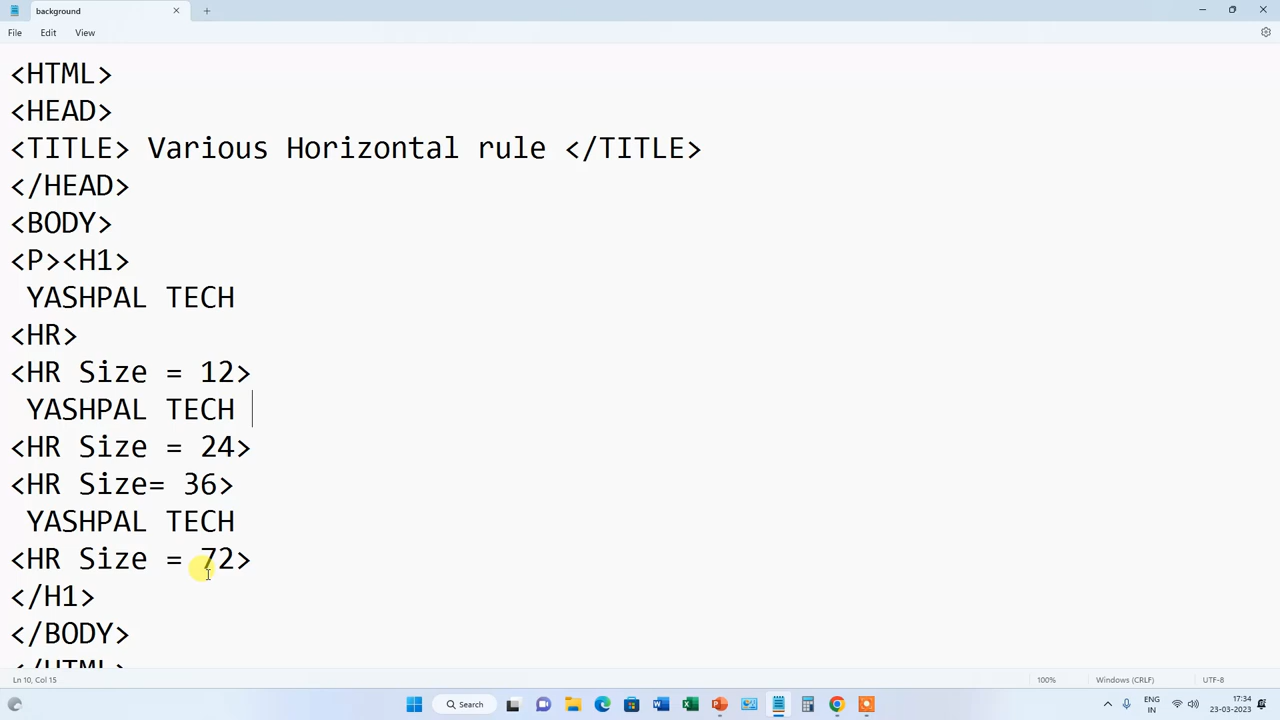 background
File Edit View
<HTML>
<HEAD>
<TITLE> Various Horizontal rule </TITLE>
</HEAD>
<BODY>
<P><H1>
YASHPAL TECH
<HR>
<HR Size = 12>
YASHPAL TECH
<HR Size = 24>
<HR Size= 36>
YASHPAL TECH
<HR Size = 72>
</H1>
</BODY>
</HTML>
Ln 10, Col 15 100% Windows (CRLF) UTF-8
Search
ENG 17:34
IN 23-03-2023